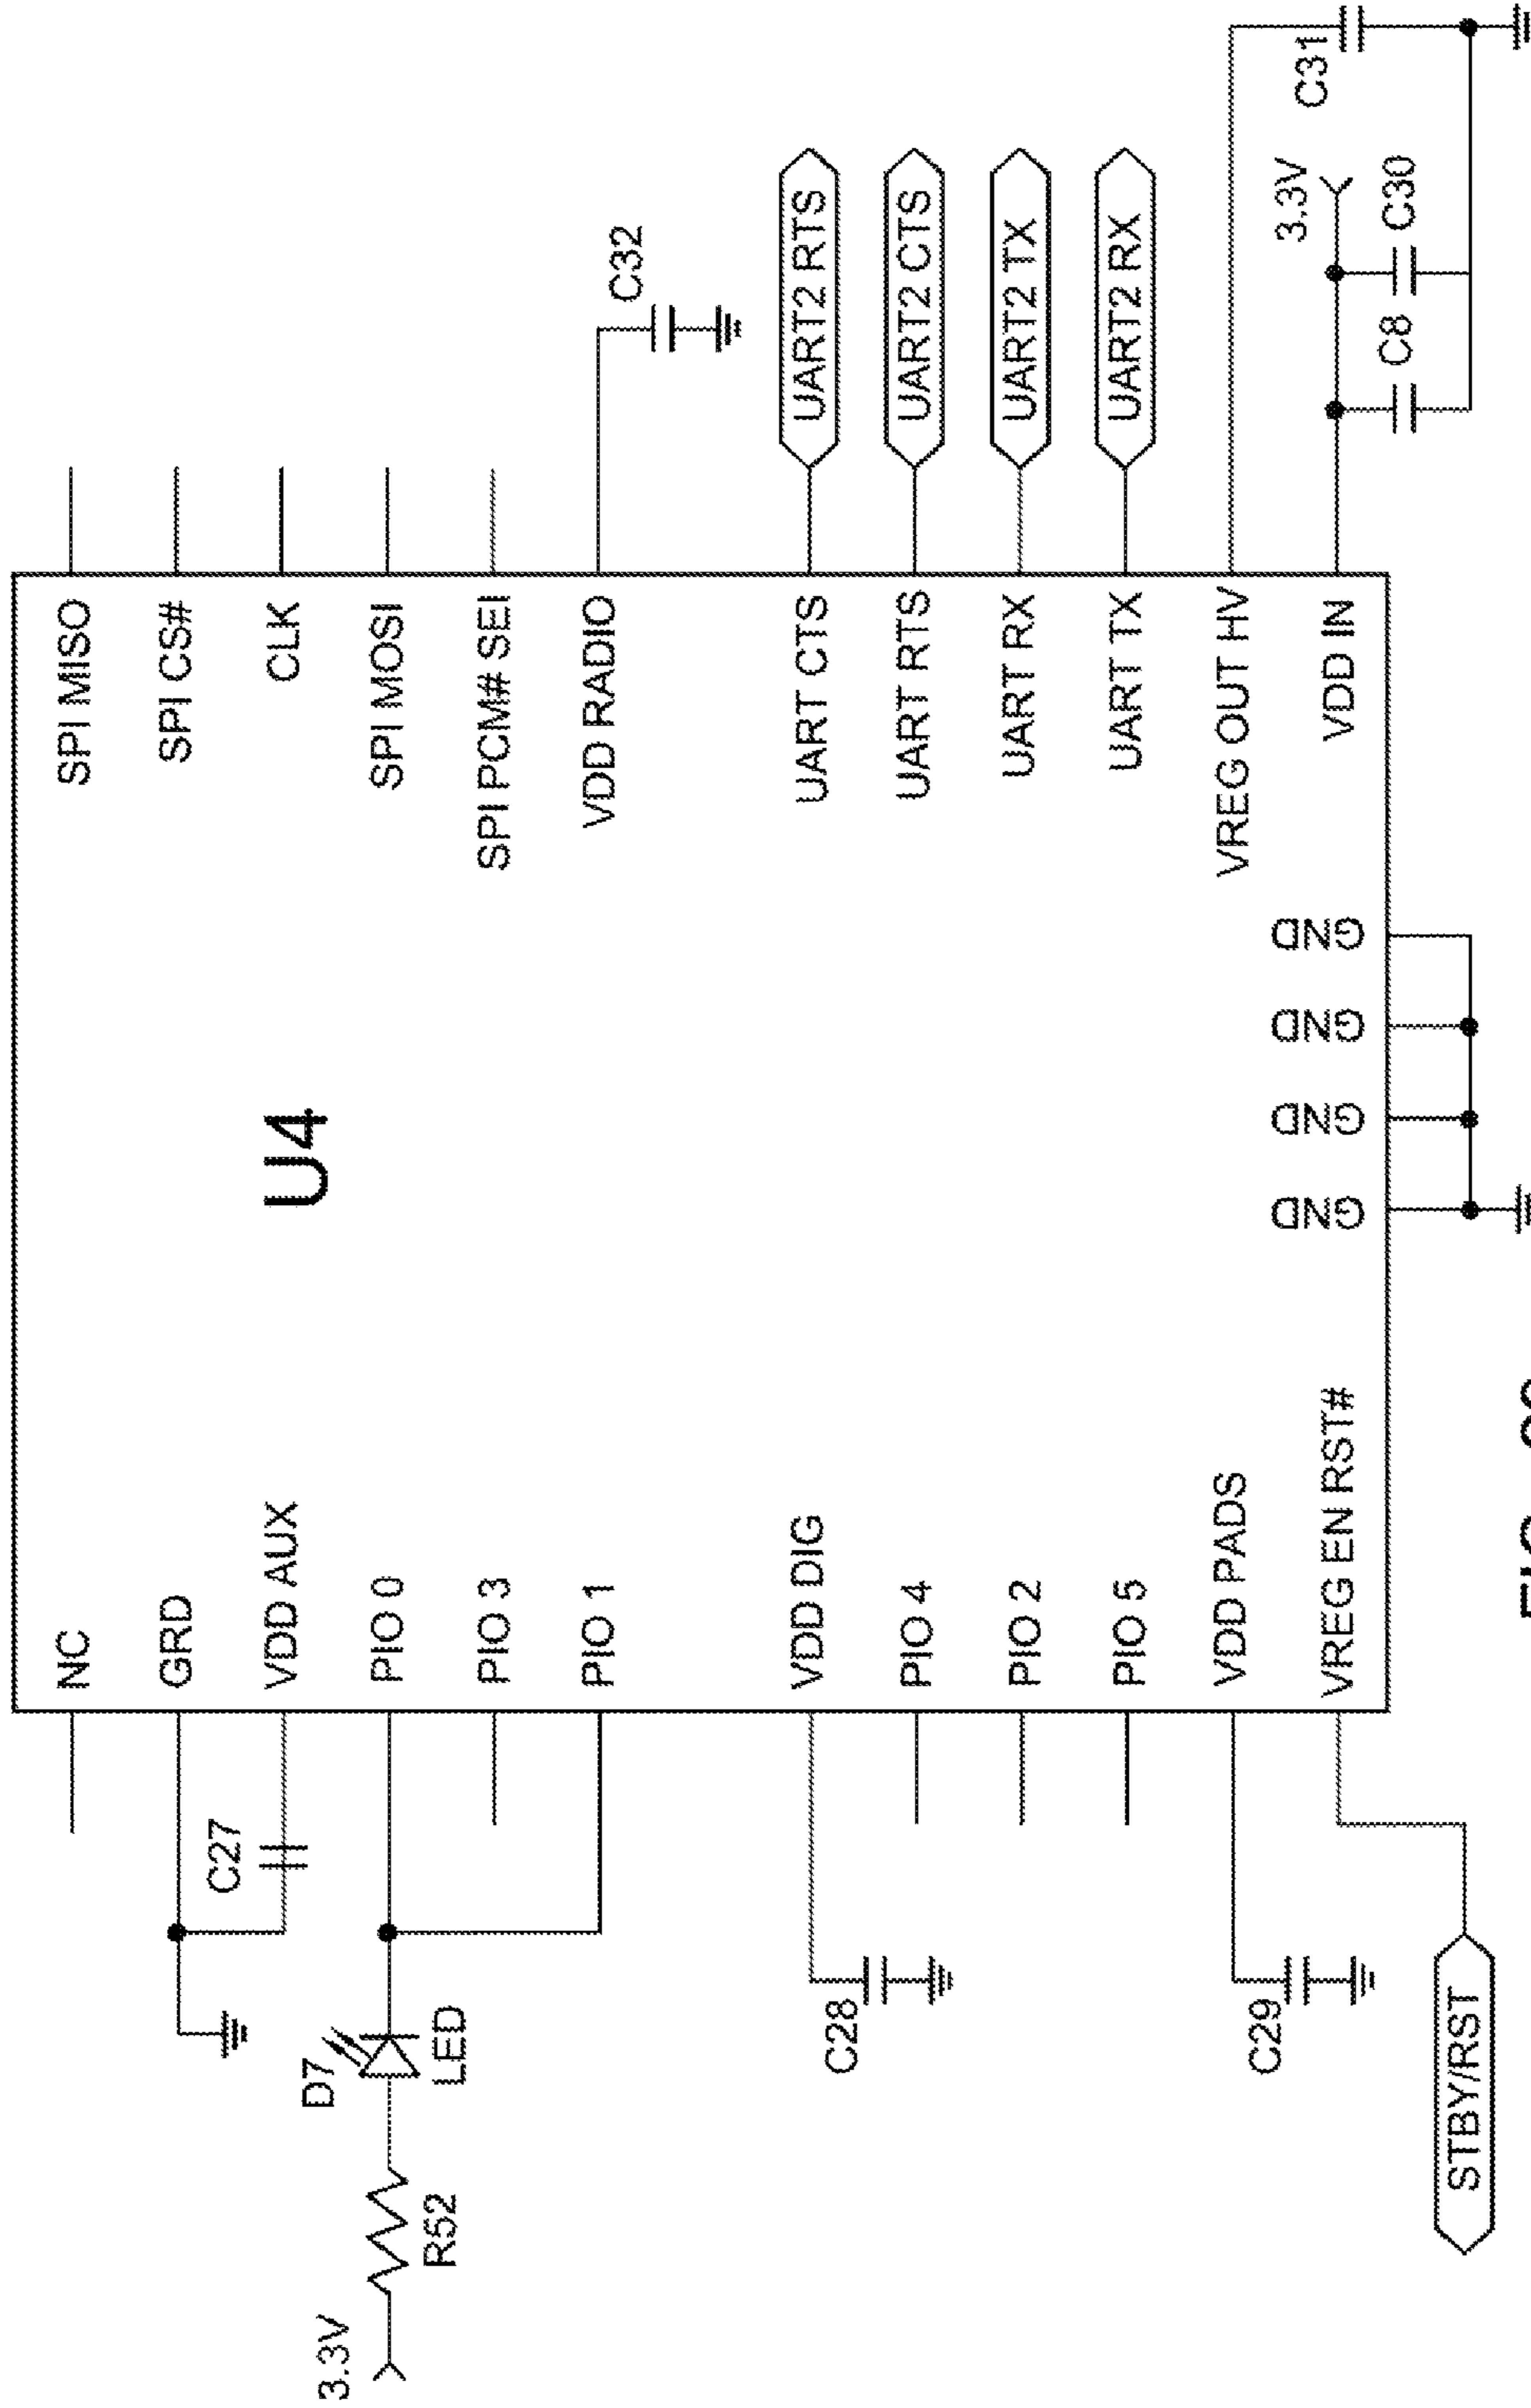 U4
NC
GRD
VDD AUX
PIO 0
PIO 3
PIO 1
VDD DIG
PIO 4
PIO 2
PIO 5
VDD PADS
VREG EN RST#
SPI MISO
SPI CS#
CLK
SPI MOSI
SPI PCM# SEI
VDD RADIO
UART CTS
UART RTS
UART RX
UART TX
VREG OUT HV
VDD IN
GND
GND
GND
GND
C27
D7
LED
R52
3.3V
C28
C29
STBY/RST
C32
UART2 RTS
UART2 CTS
UART2 TX
UART2 RX
3.3V
C31
C8
C30